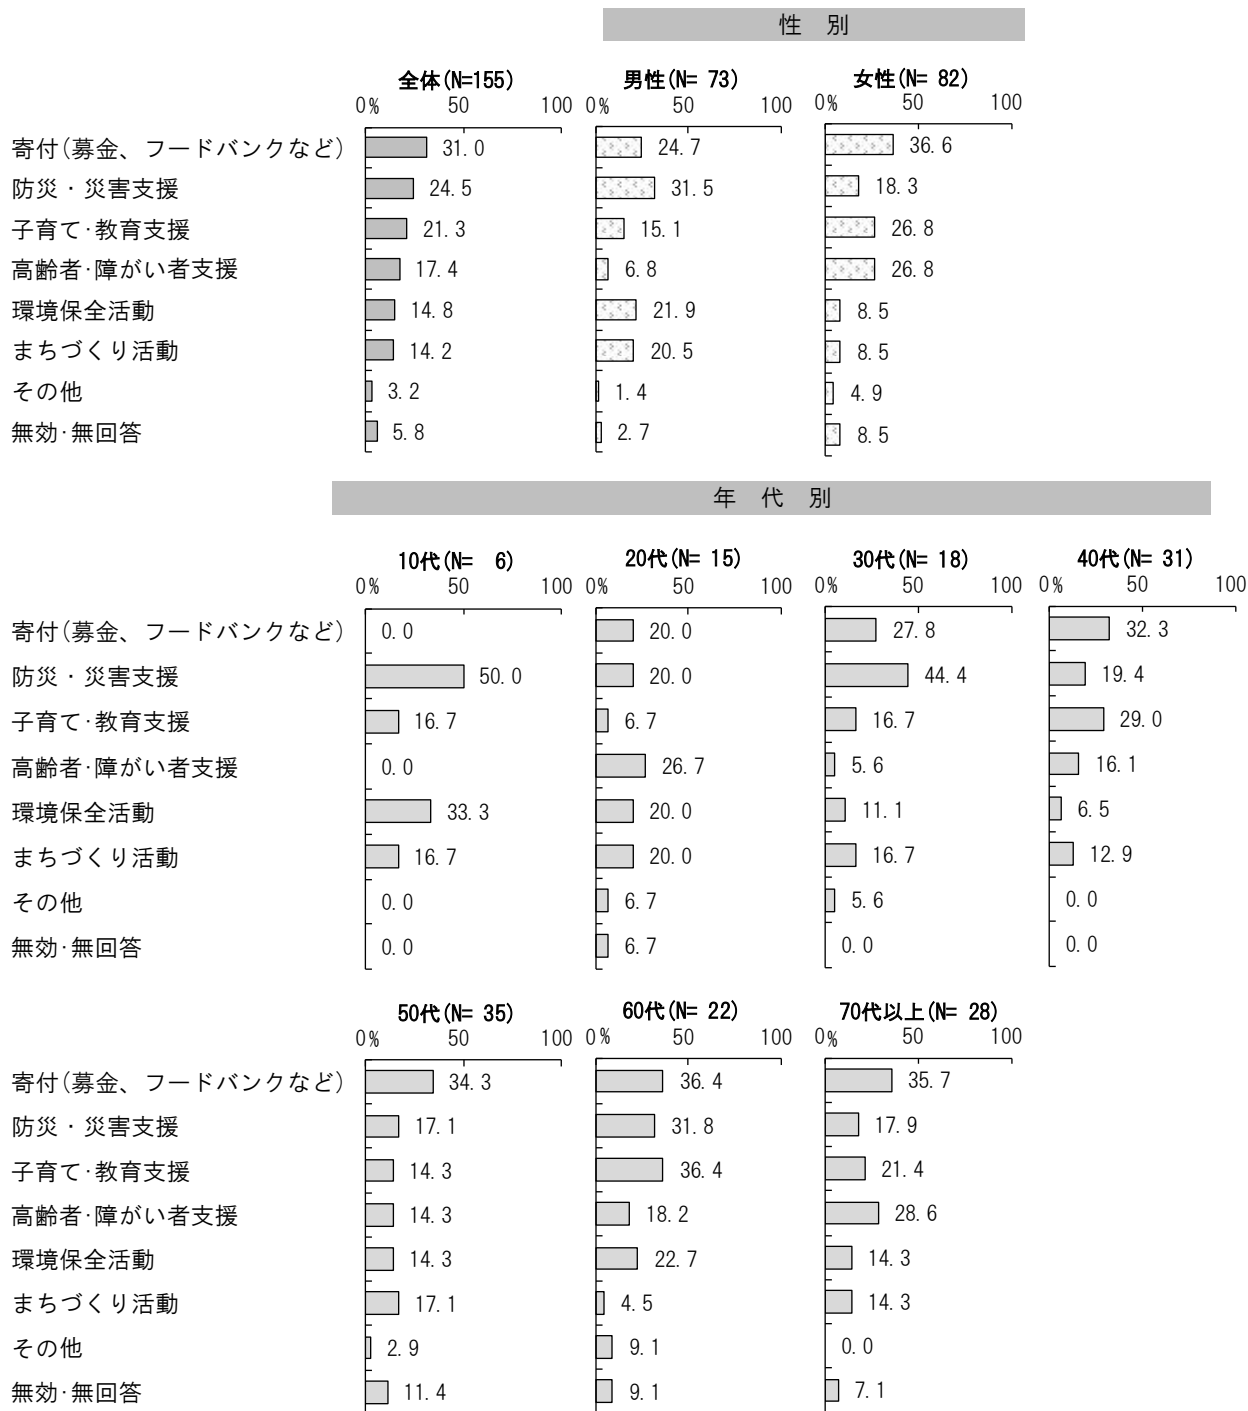 性 別
全体(N=155) 男性(N= 73) 女性(N= 82)
0% 50 100 0% 50 100 0% 50 100
寄付(募金、フードバンクなど) 31.0 24.7 36.6
防災・災害支援 24.5 31.5 18.3
子育て・教育支援 21.3 15.1 26.8
高齢者・障がい者支援 17.4 6.8 26.8
環境保全活動 14.8 21.9 8.5
まちづくり活動 14.2 20.5 8.5
その他 3.2 1.4 4.9
無効・無回答 5.8 2.7 8.5
年 代 別
10代(N= 6) 20代(N= 15) 30代(N= 18) 40代(N= 31)
0% 50 100 0% 50 100 0% 50 100 0% 50 100
寄付(募金、フードバンクなど) 0.0 20.0 27.8 32.3
防災・災害支援 50.0 20.0 44.4 19.4
子育て・教育支援 16.7 6.7 16.7 29.0
高齢者・障がい者支援 0.0 26.7 5.6 16.1
環境保全活動 33.3 20.0 11.1 6.5
まちづくり活動 16.7 20.0 16.7 12.9
その他 0.0 6.7 5.6 0.0
無効・無回答 0.0 6.7 0.0 0.0
50代(N= 35) 60代(N= 22) 70代以上(N= 28)
0% 50 100 0% 50 100 0% 50 100
寄付(募金、フードバンクなど) 34.3 36.4 35.7
防災・災害支援 17.1 31.8 17.9
子育て・教育支援 14.3 36.4 21.4
高齢者・障がい者支援 14.3 18.2 28.6
環境保全活動 14.3 22.7 14.3
まちづくり活動 17.1 4.5 14.3
その他 2.9 9.1 0.0
無効・無回答 11.4 9.1 7.1